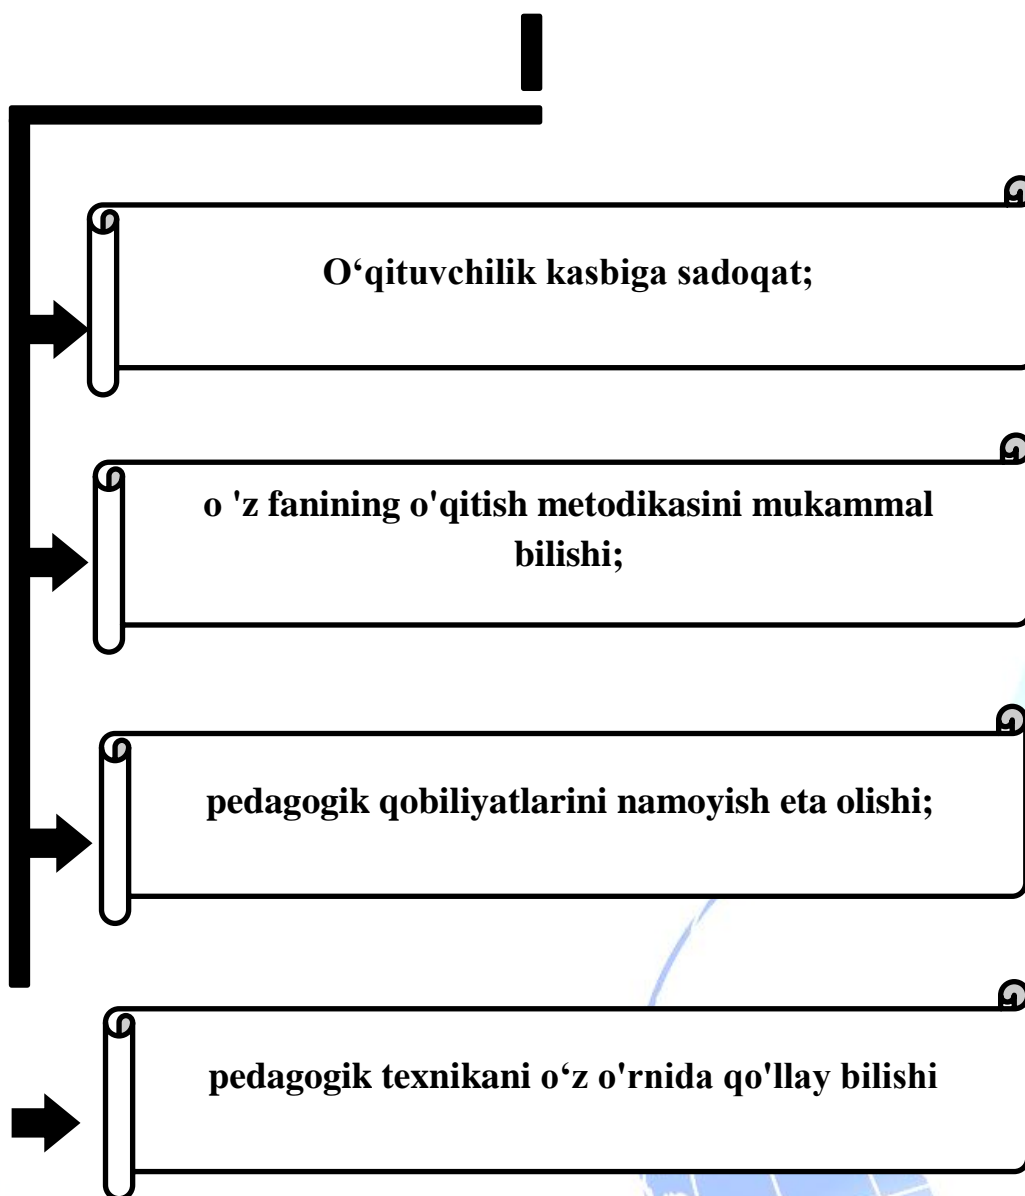 O‘qituvchilik kasbiga sadoqat;
o 'z fanining o'qitish metodikasini mukammal
bilishi;
pedagogik qobiliyatlarini namoyish eta olishi;
pedagogik texnikani o‘z o'rnida qo'llay bilishi